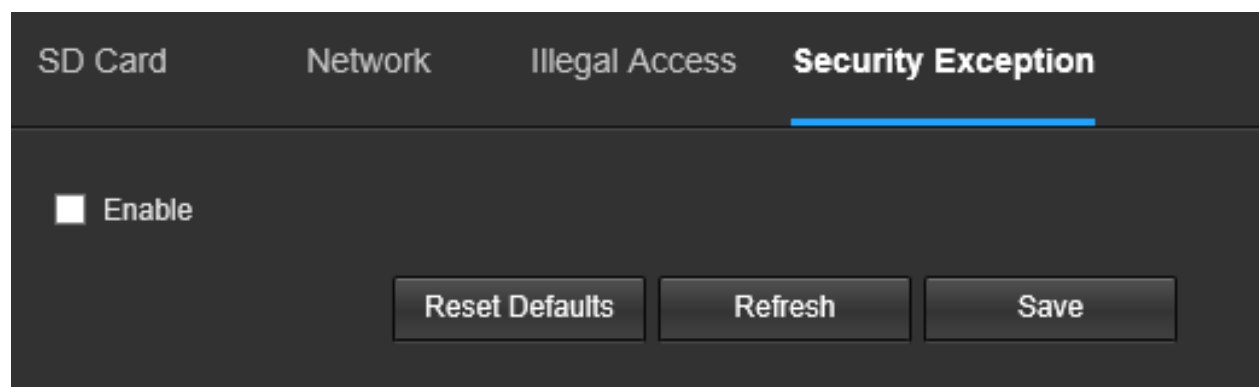 SD Card Network Illegal Access Security Exception
Enable
Reset Defaults Refresh Save